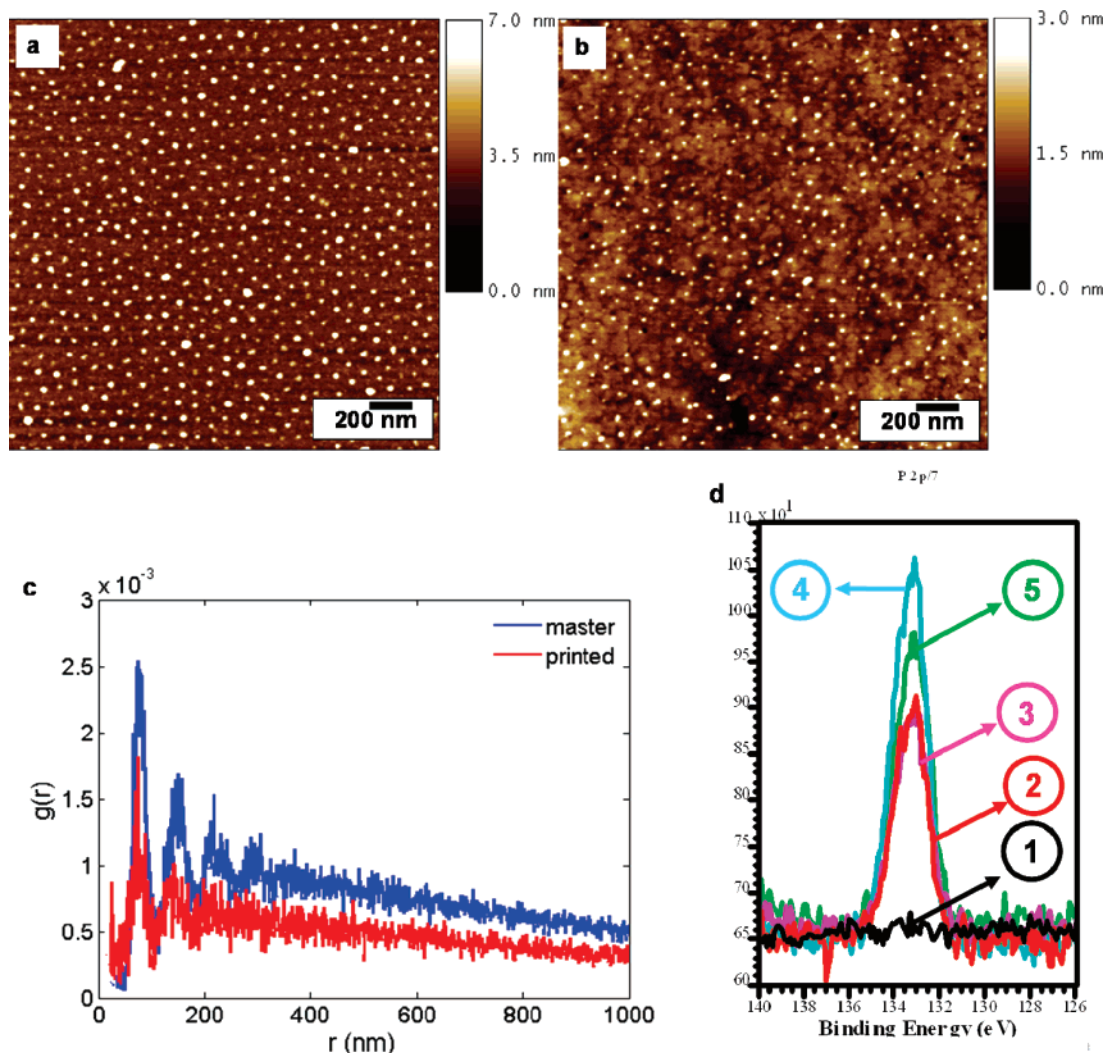 a
7.0 nm
3.5 nm
0.0 nm
200 nm
b
3.0 nm
1.5 nm
0.0 nm
200 nm
c
x 10-3
3
2.5
2
1.5
1
0.5
0
g(r)
master
printed
0 200 400 600 800 1000
r (nm)
d
P 2p/7
110 x 10^1
105
100
95
90
85
80
75
70
65
60
4
5
3
2
1
140 138 136 134 132 130 128 126
Binding Energy (eV)